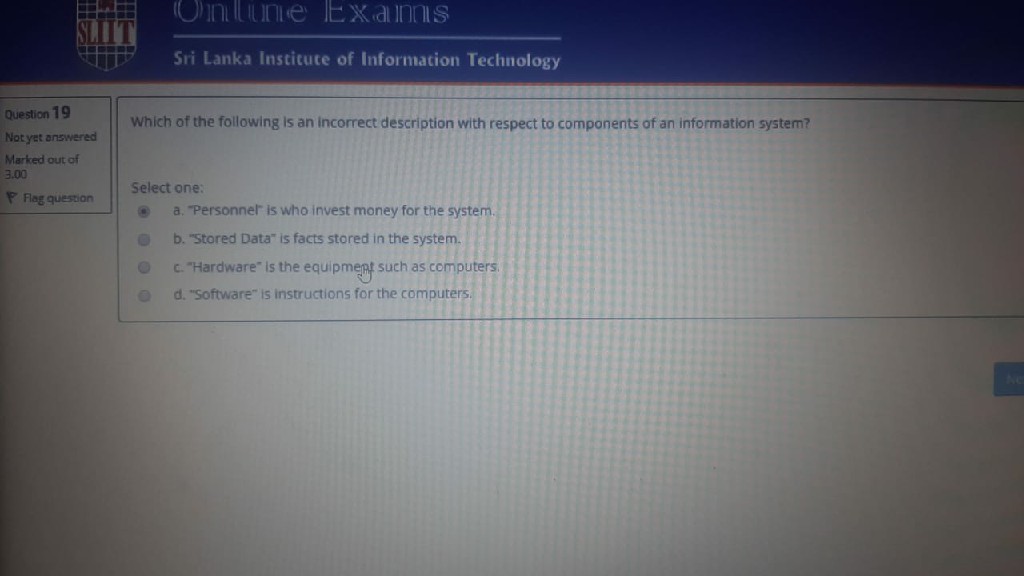 SLIIT
Online Exams
Sri Lanka Institute of Information Technology
Question 19
Not yet answered
Marked out of
3.00
Flag question
Which of the following is an incorrect description with respect to components of an information system?
Select one:
a. "Personnel" is who invest money for the system.
b. "Stored Data" is facts stored in the system.
c. "Hardware" is the equipment such as computers.
d. "Software" is instructions for the computers.